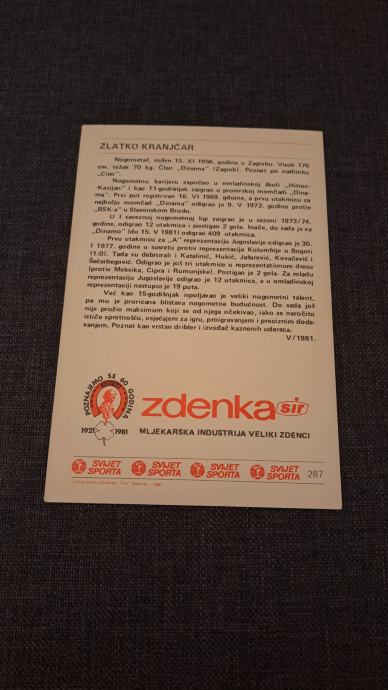 ZLATKO KRANJČAR
Nogometaš, rođen 15. XI 1956. godine u Zagrebu. Visok 178
cm, težak 70 kg. Član „Dinama" (Zagreb). Poznat po nadimku
„Cico".
Nogometnu karijeru započeo u omladinskoj školi „Hitrec-
Kacijan" i kao 11-godišnjak zaigrao u pionirskoj momčadi „Dina-
ma". Prvi put registriran 16. VI 1969. gdoine, a prvu utakmicu za
najbolju momčad „Dinama" odigrao je 9. V 1973. godine protiv
„BSK-a" u Slavonskom Brodu.
U I saveznoj nogometnoj ligi zaigrao je u sezoni 1973/74.
godine, odigrao 12 utakmica i postigao 2 gola. Inače, do sada je za
„Dinamo" (do 15. V 1981) odigrao 409 utakmica.
Prvu utakmicu za „A" reprezentaciju Jugoslavije odigrao je 30.
I 1977. godine u susretu protiv reprezentacije Kolumbije u Bogoti
(1:0). Tada su debitirali i Katalinić, Hukić, Jašarević, Kovačević i
Šećerbegović. Odigrao je još tri utakmice u reprezentativnom dresu
(protiv Meksika, Cipra i Rumunjske). Postigao je 2 gola. Za mladu
reprezentaciju Jugoslavije odigrao je 12 utakmica, a u omladinskoj
reprezentaciji nastupio je 19 puta.
Već kao 15-godišnjak ispoljavao je veliki nogometni talent,
pa mu je proricana blistava nogometna budućnost. Do sada još
nije pružio maksimum koji se od njega očekivao, iako se naročito
ističe spretnošću, osjećajem za igru, proigravanjem i preciznim doda-
vanjem. Poznat kao vrstan dribler i izvođač kaznenih udaraca.
V/1981.
POZNAJEMO SE 60 GODINA
1921 1981
zdenka sir
MLJEKARSKA INDUSTRIJA VELIKI ZDENCI
SVIJET SPORTA SVIJET SPORTA SVIJET SPORTA SVIJET SPORTA 287